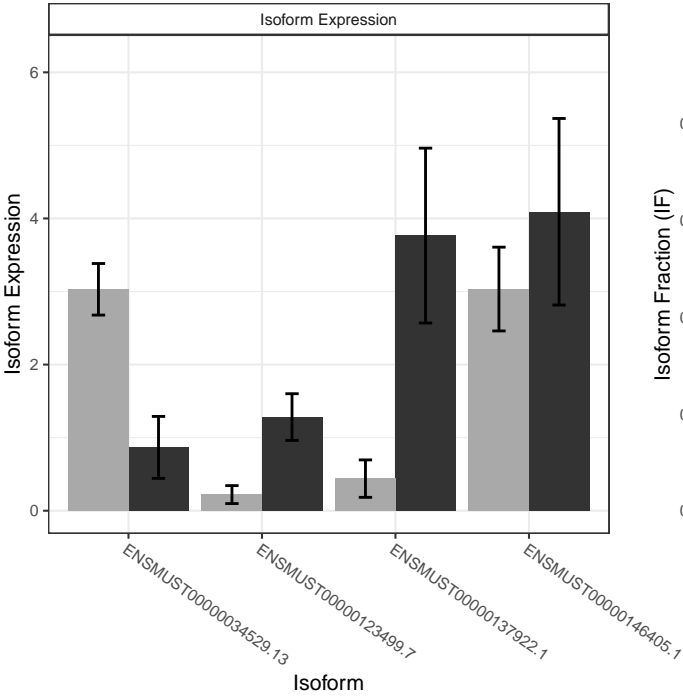 Isoform Expression
Isoform Expression
6
4
2
0
ENSMUST00000034529.13
ENSMUST00000123499.7
ENSMUST00000137922.1
ENSMUST00000146405.1
Isoform
Isoform Fraction (IF)